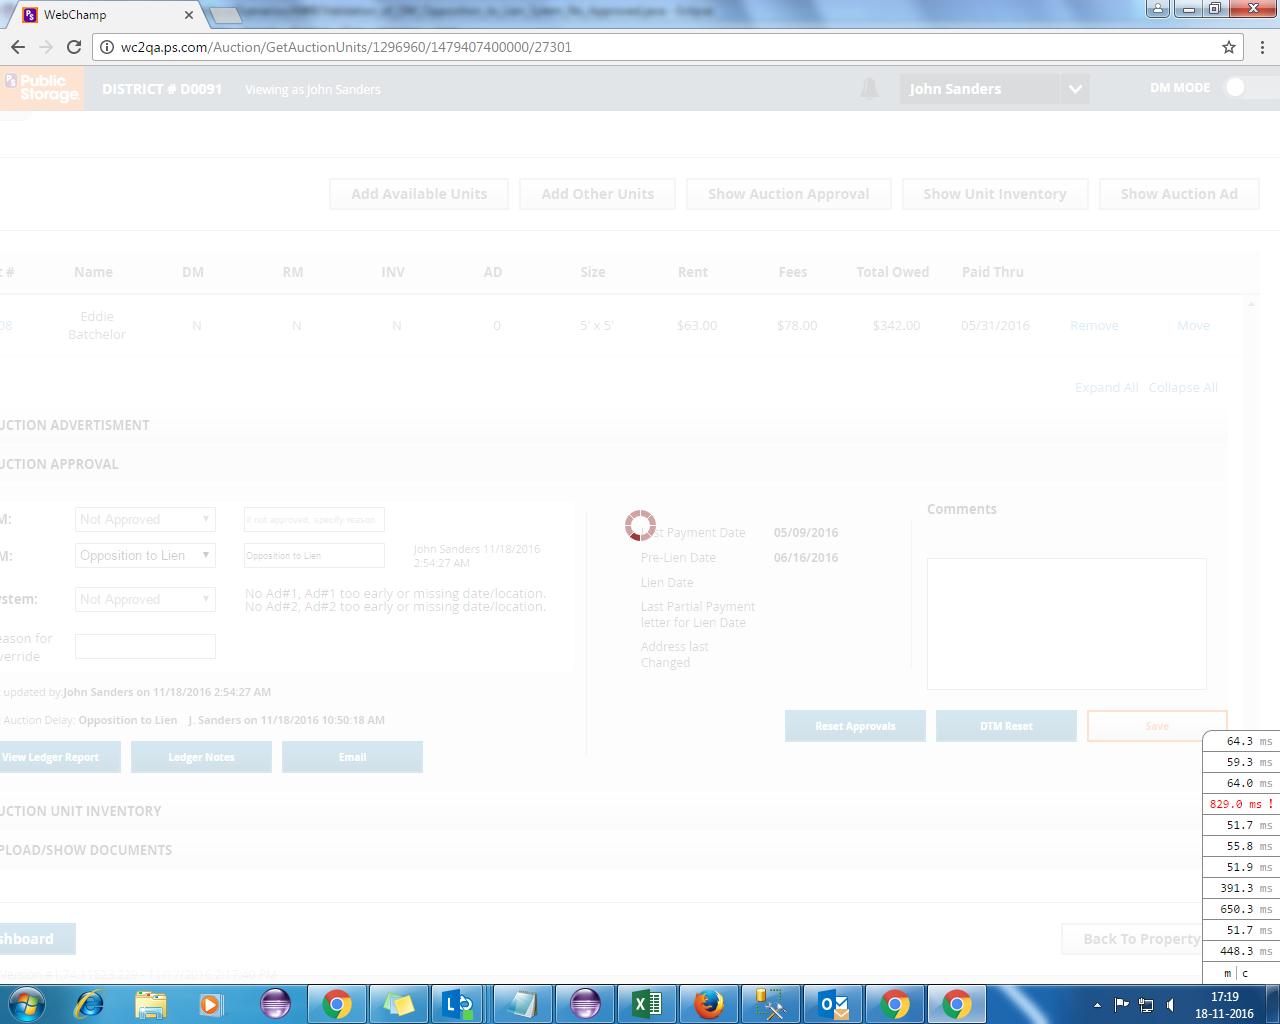 WebChamp
wc2qa.ps.com/Auction/GetAuctionUnits/1296960/1479407400000/27301
Public Storage
DISTRICT # D0091
Viewing as John Sanders
John Sanders
DM MODE
Add Available Units
Add Other Units
Show Auction Approval
Show Unit Inventory
Show Auction Ad
t # Name DM RM INV AD Size Rent Fees Total Owed Paid Thru
08 Eddie Batchelor N N N 0 5' x 5' $63.00 $78.00 $342.00 05/31/2016 Remove Move
Expand All Collapse All
UCTION ADVERTISMENT
UCTION APPROVAL
M: Not Approved If not approved, specify reason
M: Opposition to Lien Opposition to Lien John Sanders 11/18/2016
2:54:27 AM
ystem: Not Approved No Ad#1, Ad#1 too early or missing date/location.
No Ad#2, Ad#2 too early or missing date/location.
eason for
verride
updated by:John Sanders on 11/18/2016 2:54:27 AM
Auction Delay: Opposition to Lien J. Sanders on 11/18/2016 10:50:18 AM
View Ledger Report
Ledger Notes
Email
st Payment Date 05/09/2016
Pre-Lien Date 06/16/2016
Lien Date
Last Partial Payment
letter for Lien Date
Address last
Changed
Comments
Reset Approvals
DTM Reset
Save
UCTION UNIT INVENTORY
PLOAD/SHOW DOCUMENTS
shboard
Back To Property
64.3 ms
59.3 ms
64.0 ms
829.0 ms !
51.7 ms
55.8 ms
51.9 ms
391.3 ms
650.3 ms
51.7 ms
448.3 ms
m | c
17:19
18-11-2016